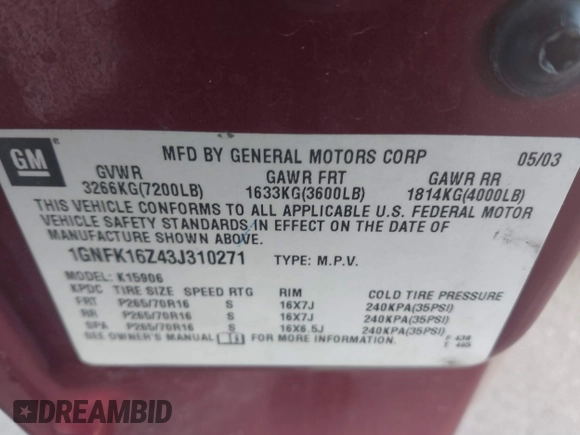 GM
MFD BY GENERAL MOTORS CORP 05/03
GVWR GAWR FRT GAWR RR
3266KG(7200LB) 1633KG(3600LB) 1814KG(4000LB)
THIS VEHICLE CONFORMS TO ALL APPLICABLE U.S. FEDERAL MOTOR
VEHICLE SAFETY STANDARDS IN EFFECT ON THE DATE OF
MANUFACTURE SHOWN ABOVE.
1GNFK16Z43J310271 TYPE: M.P.V.
MODEL: K15906
KPDC TIRE SIZE SPEED RTG RIM COLD TIRE PRESSURE
FRT P265/70R16 S 16X7J 240KPA(35PSI)
RR P265/70R16 S 16X7J 240KPA(35PSI)
SPA P265/70R16 S 16X6.5J 240KPA(35PSI)
SEE OWNER'S MANUAL FOR MORE INFORMATION.
DREAMBID